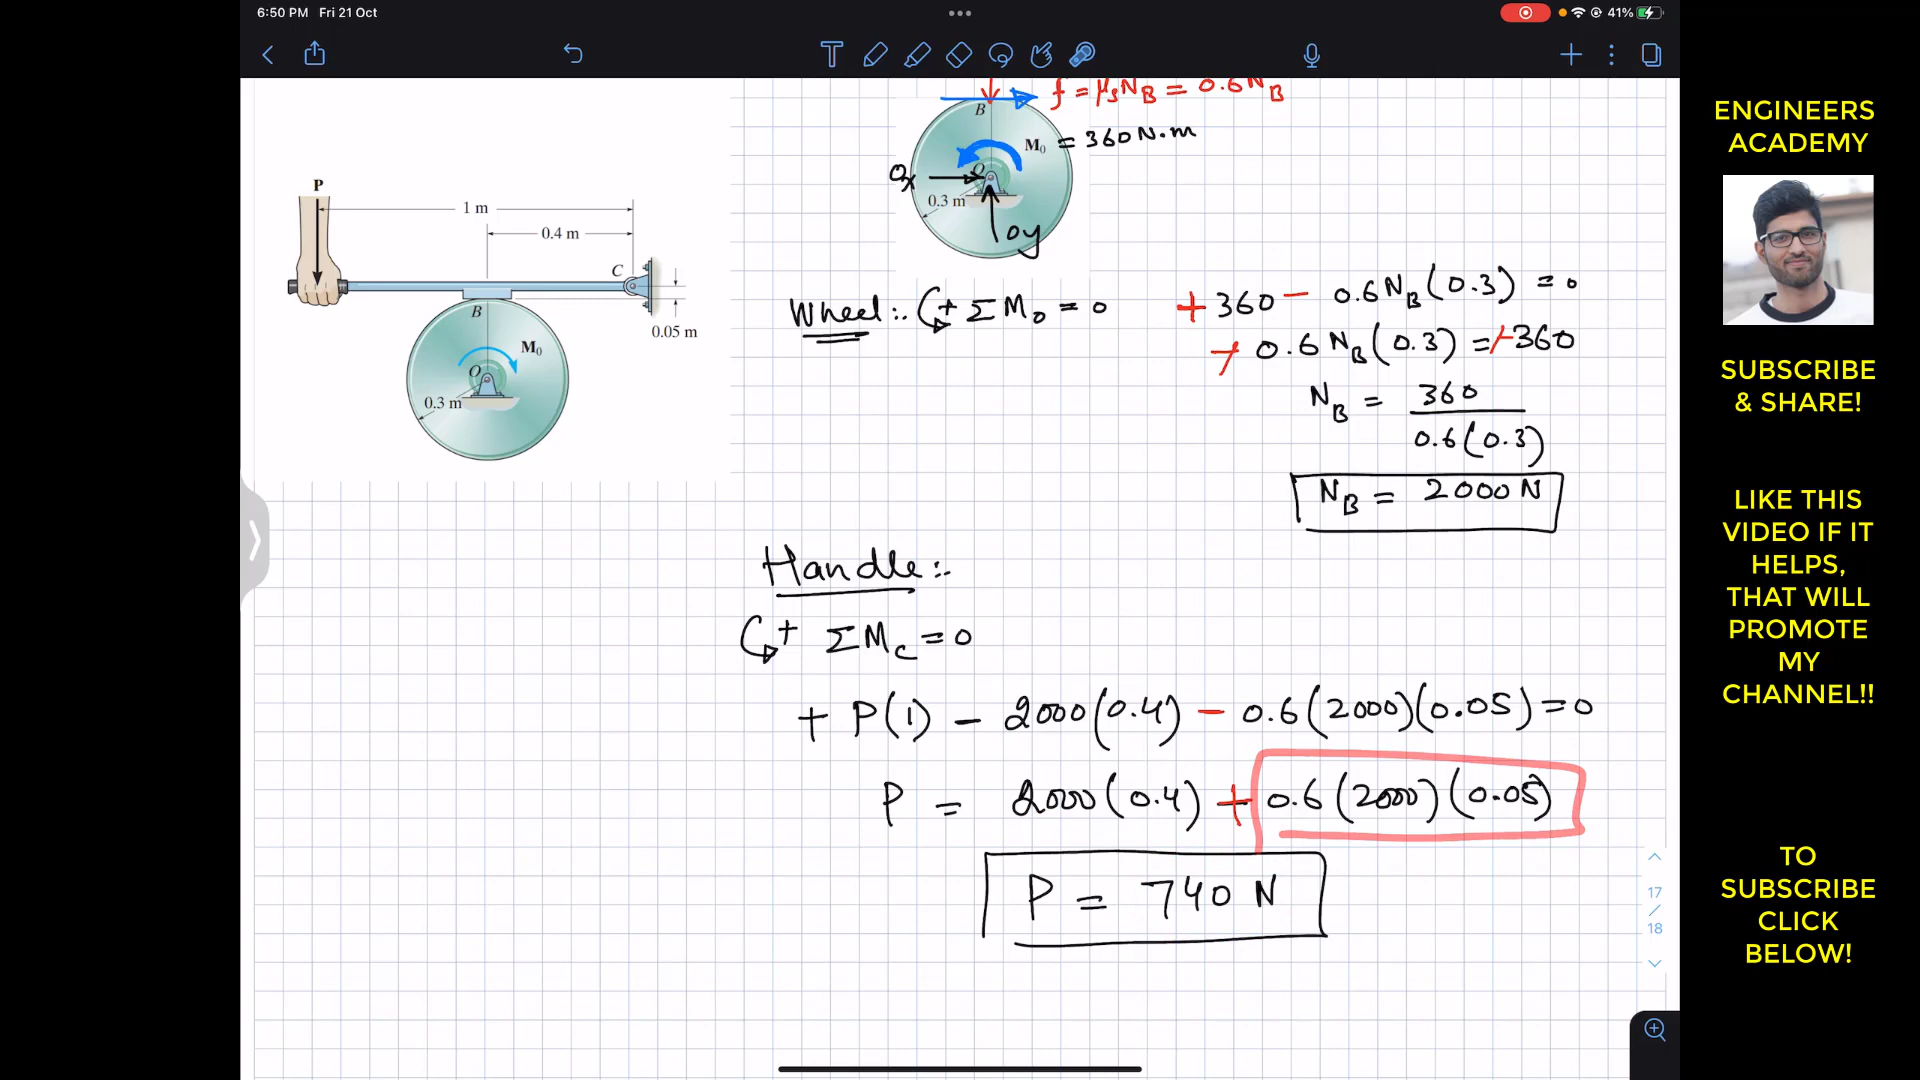 6:50 PM Fri 21 Oct
41%
f = μsNB = 0.6NB
B
M0 = 360 N.m
Ox
O
0.3 m
Oy
P
1 m
0.4 m
C
B
0.05 m
M0
O
0.3 m
Wheel:. + ΣMO = 0
+ 360 - 0.6NB(0.3) = 0
- 0.6 NB(0.3) = -360
NB = 360
0.6(0.3)
NB = 2000 N
Handle:.
+ ΣMC = 0
+ P(1) - 2000(0.4) - 0.6(2000)(0.05) = 0
P = 2000(0.4) + 0.6(2000)(0.05)
P = 740 N
17
/
18
ENGINEERS
ACADEMY
SUBSCRIBE
& SHARE!
LIKE THIS
VIDEO IF IT
HELPS,
THAT WILL
PROMOTE
MY
CHANNEL!!
TO
SUBSCRIBE
CLICK
BELOW!